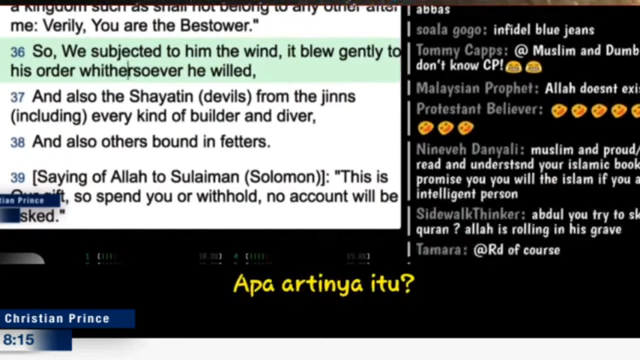 a kingdom such as shall not belong to any other after
me: Verily, You are the Bestower."
36 So, We subjected to him the wind, it blew gently to
his order whithersoever he willed,
37 And also the Shayatin (devils) from the jinns
(including) every kind of builder and diver,
38 And also others bound in fetters.
39 [Saying of Allah to Sulaiman (Solomon)]: "This is
gift, so spend you or withhold, no account will be
sked."
stian Prince
abbas
soala gogo: infidel blue jeans
Tommy Capps: @ Muslim and Dumb
don't know CP!😂😂
Malaysian Prophet: Allah doesnt exis
Protestant Believer:
Nineveh Danyali: muslim and proud/
read and understsnd your islamic book
promise you you will the islam if you a
intelligent person
SidewalkThinker: abdul you try to sk
quran ? allah is rolling in his grave
Tamara: @Rd of course
Apa artinya itu?
Christian Prince
8:15